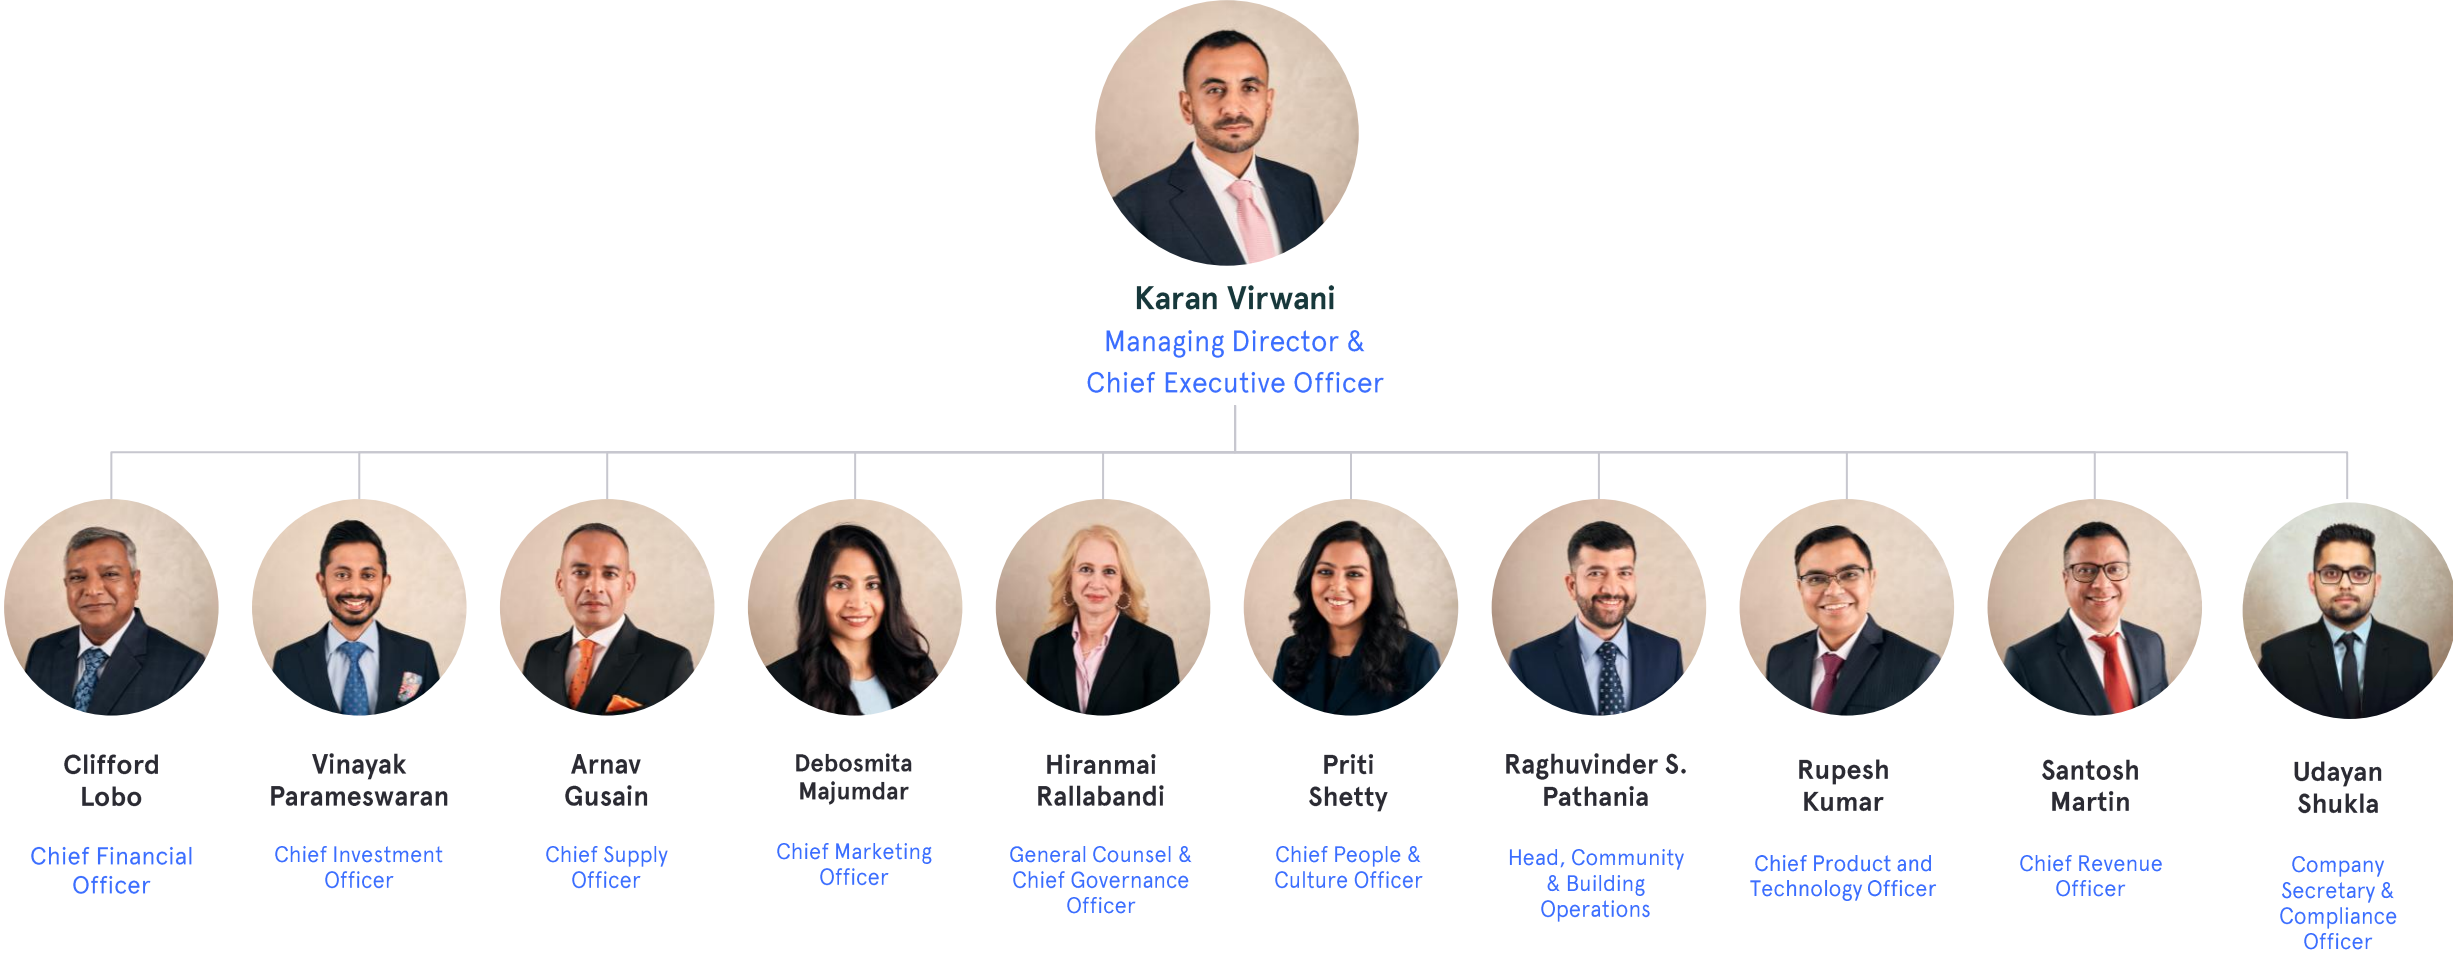 Karan Virwani
Managing Director &
Chief Executive Officer
Clifford
Lobo
Chief Financial
Officer
Vinayak
Parameswaran
Chief Investment
Officer
Arnav
Gusain
Chief Supply
Officer
Debosmita
Majumdar
Chief Marketing
Officer
Hiranmai
Rallabandi
General Counsel &
Chief Governance
Officer
Priti
Shetty
Chief People &
Culture Officer
Raghuvinder S.
Pathania
Head, Community
& Building
Operations
Rupesh
Kumar
Chief Product and
Technology Officer
Santosh
Martin
Chief Revenue
Officer
Udayan
Shukla
Company
Secretary &
Compliance
Officer